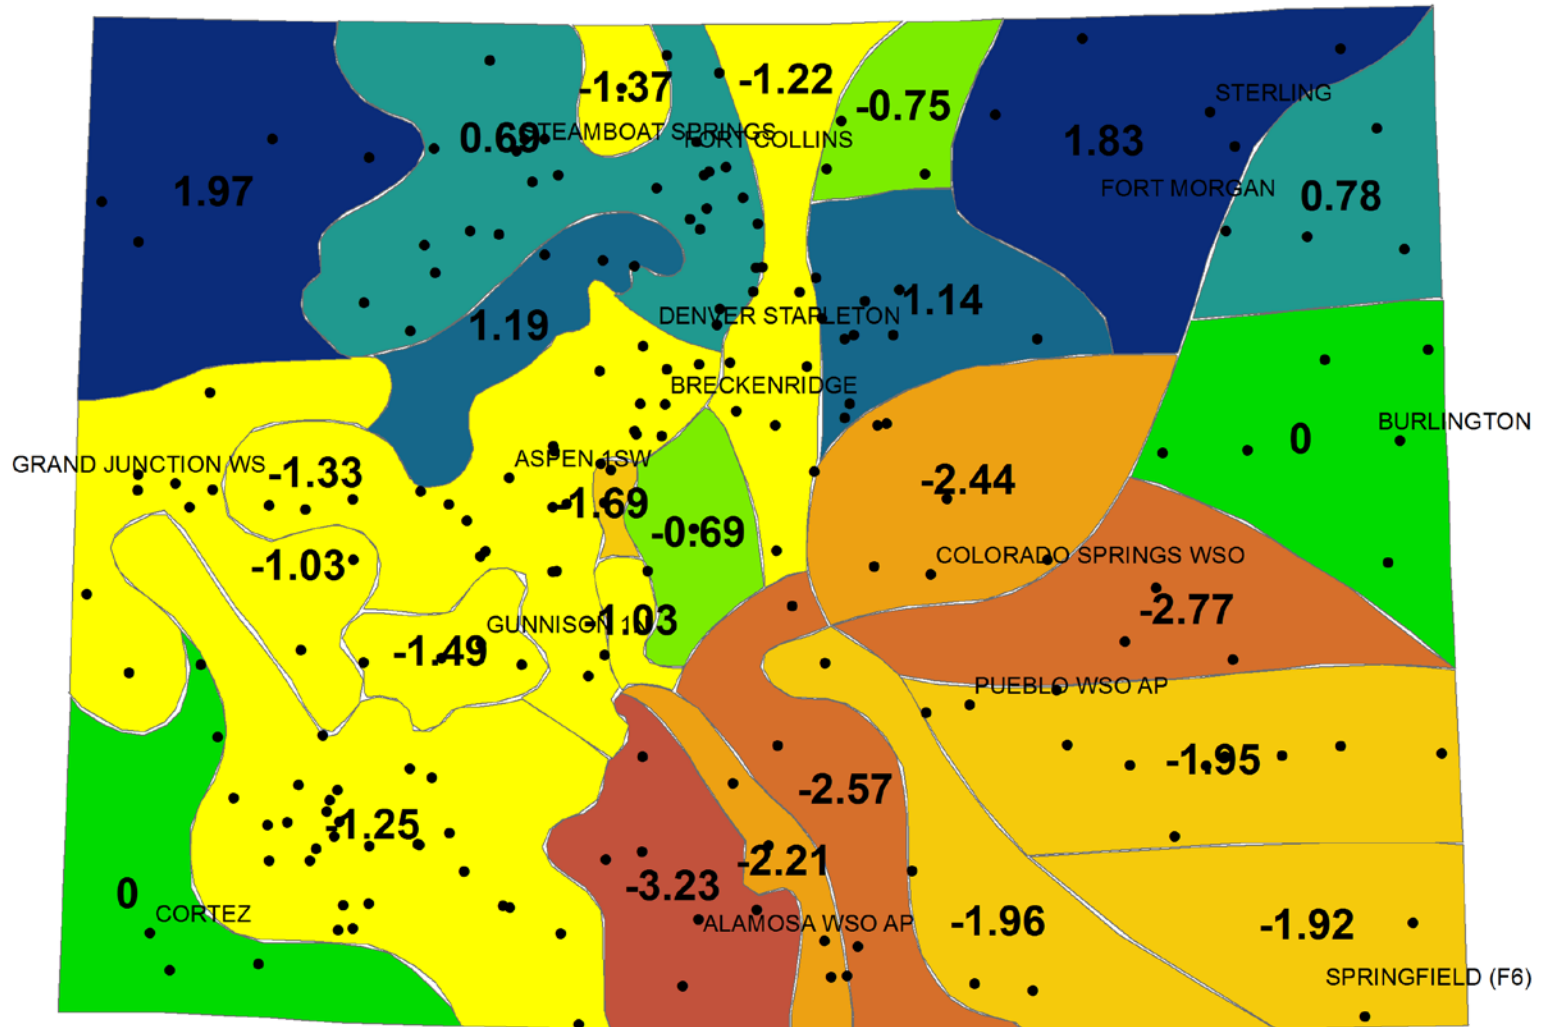 -1.37
-1.22
-0.75
STERLING
0.69
STEAMBOAT SPRINGS
FORT COLLINS
1.83
1.97
FORT MORGAN
0.78
1.19
DENVER STAPLETON
1.14
BRECKENRIDGE
BURLINGTON
0
GRAND JUNCTION WS
-1.33
ASPEN 1SW
-1.69
-0.69
-2.44
-1.03
COLORADO SPRINGS WSO
GUNNISON 1N
-1.03
-2.77
-1.49
PUEBLO WSO AP
-1.95
-2.57
-1.25
-2.21
-3.23
0
CORTEZ
ALAMOSA WSO AP
-1.96
-1.92
SPRINGFIELD (F6)